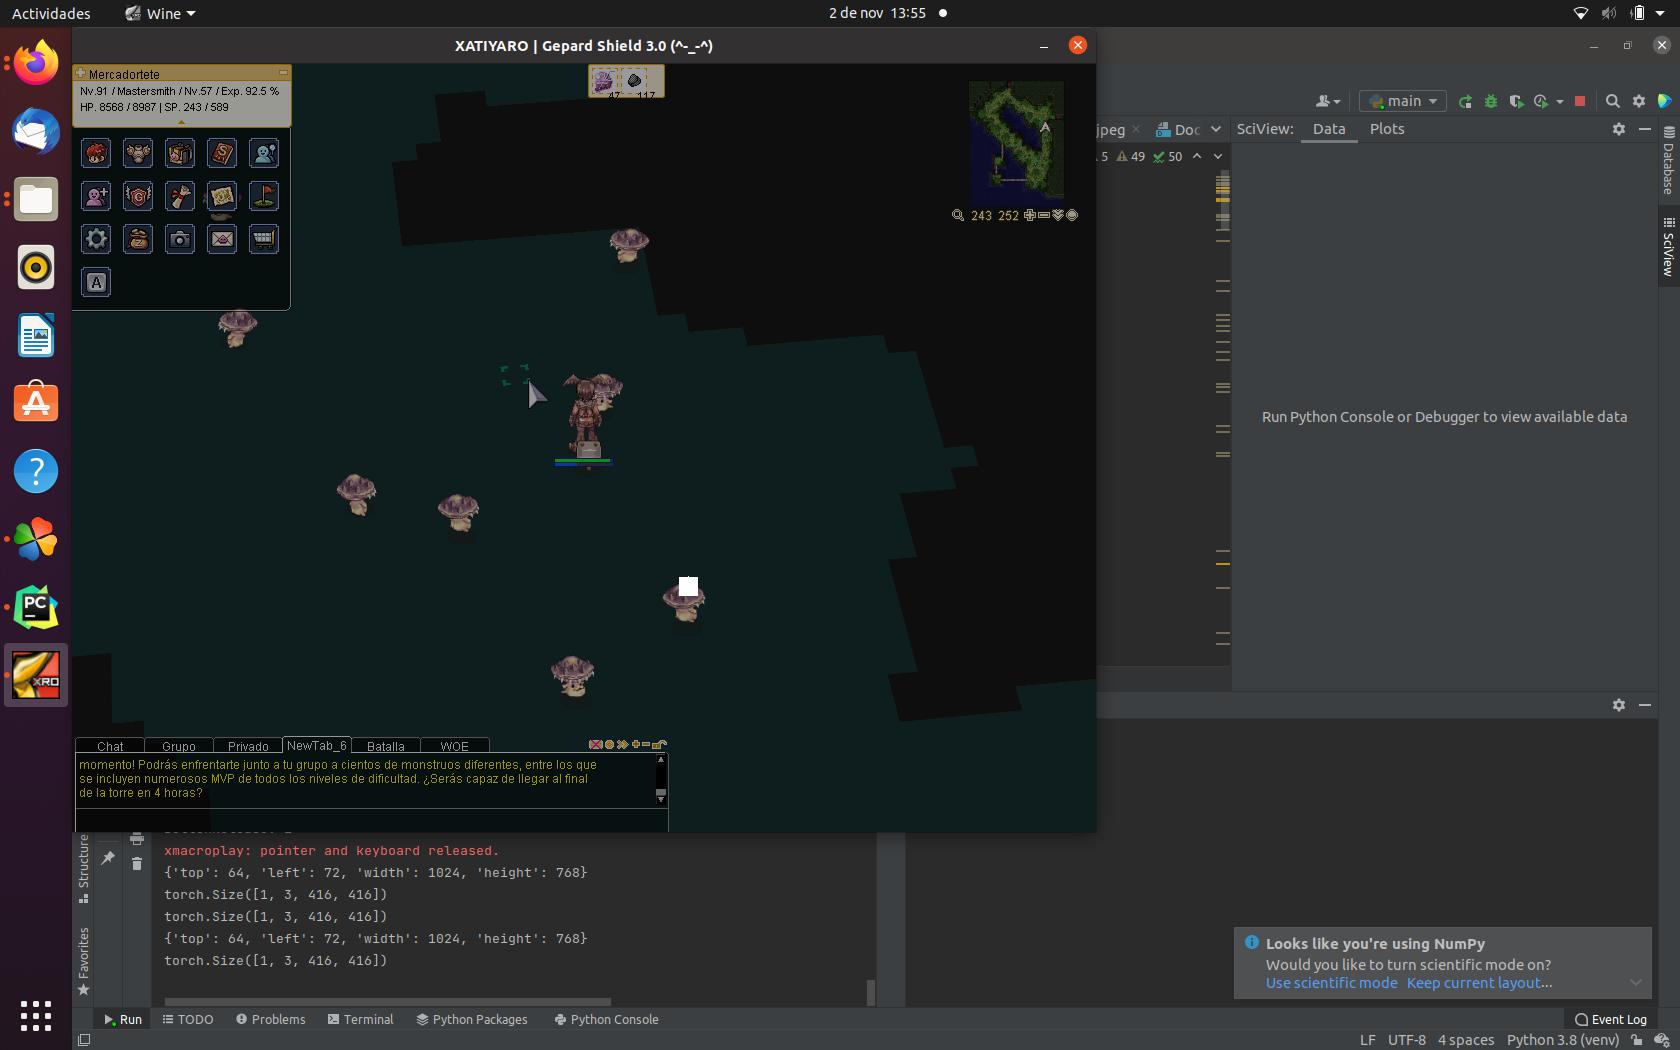 Actividades
Wine
2 de nov 13:55
XATIYARO | Gepard Shield 3.0 (^-_-^)
Mercadortete
Nv.91 / Mastersmith / Nv.57 / Exp. 92.5 %
HP. 8568 / 8987 | SP. 243 / 589
47 117
A
243 252
main
jpeg
Doc
SciView: Data Plots
5 49 50
Database
SciView
Run Python Console or Debugger to view available data
PC
XRO
Chat Grupo Privado NewTab_6 Batalla WOE
momento! Podrás enfrentarte junto a tu grupo a cientos de monstruos diferentes, entre los que
se incluyen numerosos MVP de todos los niveles de dificultad. ¿Serás capaz de llegar al final
de la torre en 4 horas?
xmacroplay: pointer and keyboard released.
{'top': 64, 'left': 72, 'width': 1024, 'height': 768}
torch.Size([1, 3, 416, 416])
torch.Size([1, 3, 416, 416])
{'top': 64, 'left': 72, 'width': 1024, 'height': 768}
torch.Size([1, 3, 416, 416])
Structure
Favorites
Looks like you're using NumPy
Would you like to turn scientific mode on?
Use scientific mode Keep current layout...
Run TODO Problems Terminal Python Packages Python Console
Event Log
LF UTF-8 4 spaces Python 3.8 (venv)